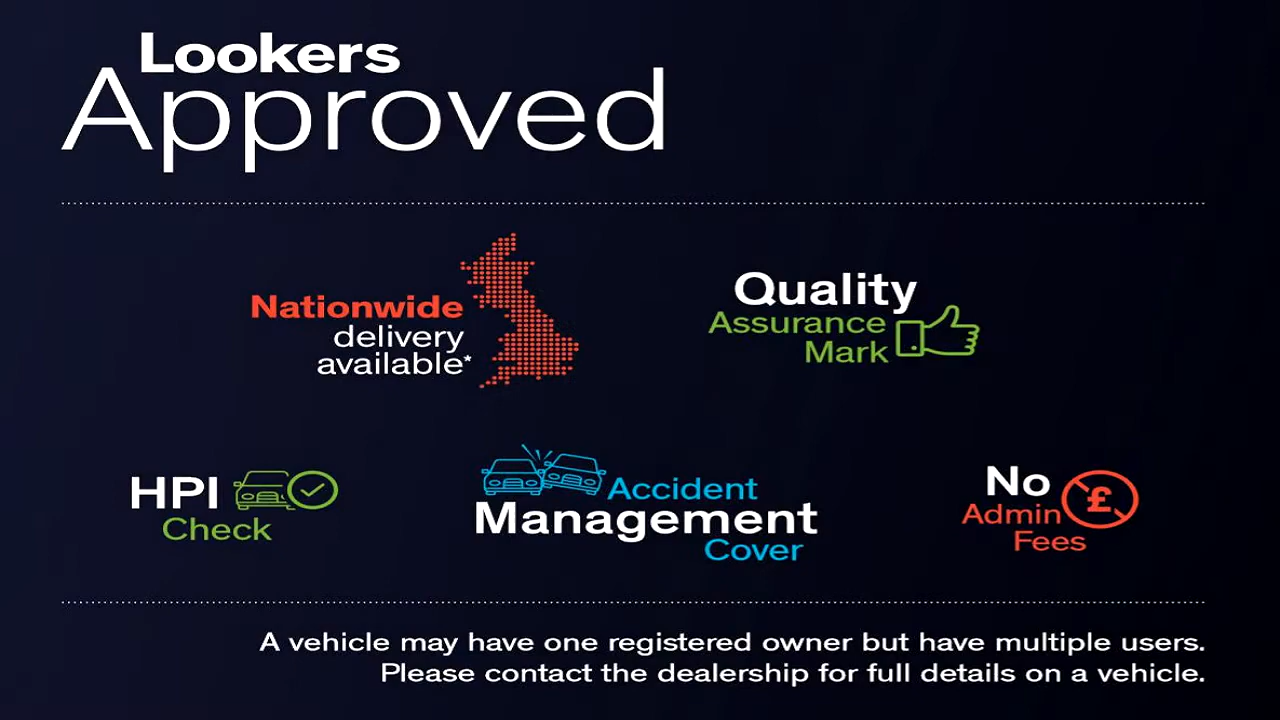 Lookers
Approved
Nationwide
delivery
available*
Quality
Assurance
Mark
HPI
Check
Accident
Management
Cover
No
Admin
£
Fees
A vehicle may have one registered owner but have multiple users.
Please contact the dealership for full details on a vehicle.